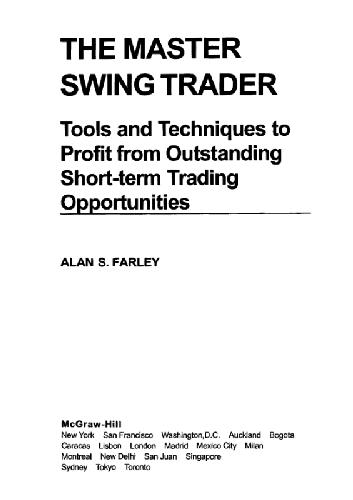 THE MASTER
SWING TRADER
Tools and Techniques to
Profit from Outstanding
Short-term Trading
Opportunities
ALAN S. FARLEY
McGraw-Hill
New York San Francisco Washington,D.C. Auckland Bogota
Caracas Lisbon London Madrid Mexico City Milan
Montreal New Delhi San Juan Singapore
Sydney Tokyo Toronto